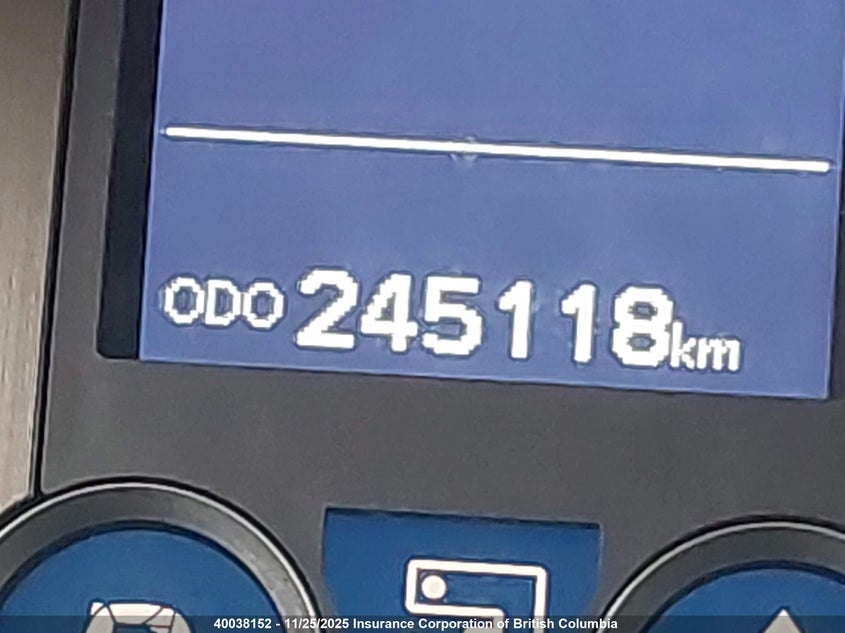 ODO 245118km
40038152 - 11/25/2025 Insurance Corporation of British Columbia